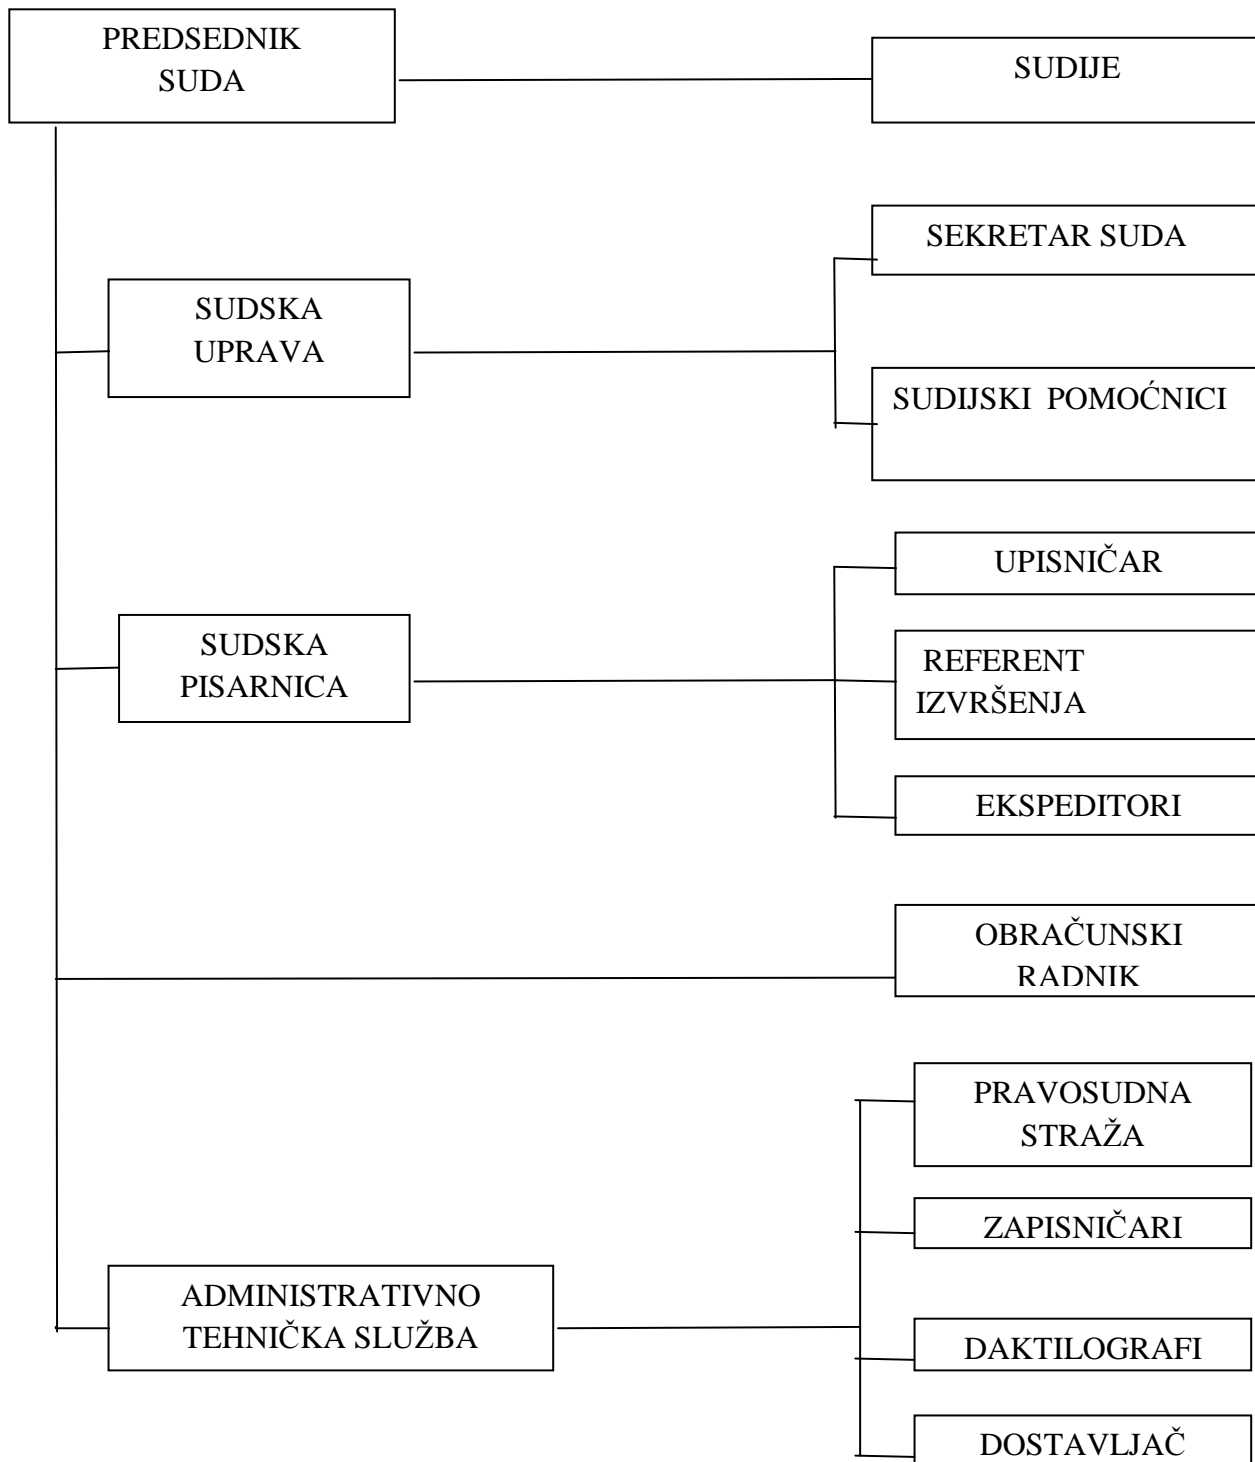 PREDSEDNIK
SUDA
SUDIJE
SEKRETAR SUDA
SUDSKA
UPRAVA
SUDIJSKI POMOĆNICI
UPISNIČAR
SUDSKA
PISARNICA
REFERENT
IZVRŠENJA
EKSPEDITORI
OBRAČUNSKI
RADNIK
PRAVOSUDNA
STRAŽA
ZAPISNIČARI
ADMINISTRATIVNO
TEHNIČKA SLUŽBA
DAKTILOGRAFI
DOSTAVLJAČ